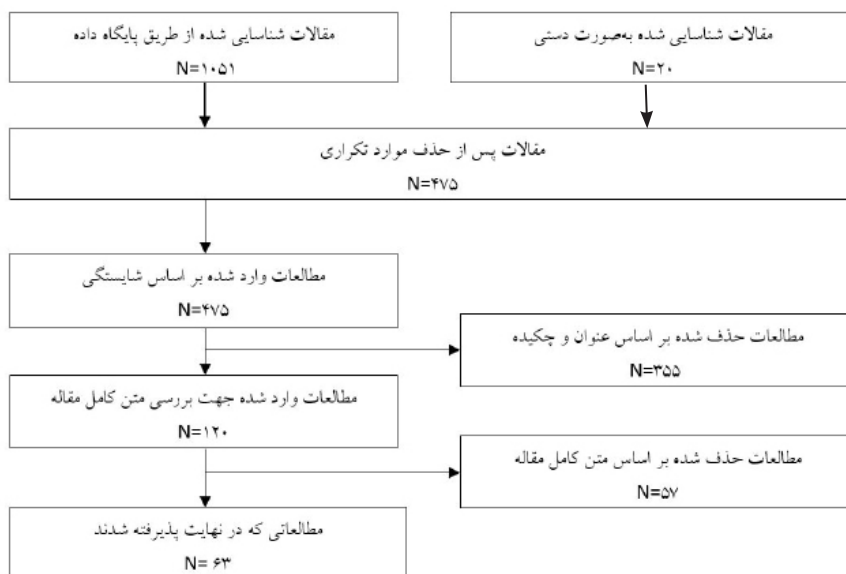 مقالات شناسایی شده از طریق پایگاه داده
N=۱۰۵۱
مقالات شناسایی شده به‌صورت دستی
N=۲۰
مقالات پس از حذف موارد تکراری
N=۴۷۵
مطالعات وارد شده بر اساس شایستگی
N=۴۷۵
مطالعات حذف شده بر اساس عنوان و چکیده
N=۳۵۵
مطالعات وارد شده جهت بررسی متن کامل مقاله
N=۱۲۰
مطالعات حذف شده بر اساس متن کامل مقاله
N=۵۷
مطالعاتی که در نهایت پذیرفته شدند
N= ۶۳